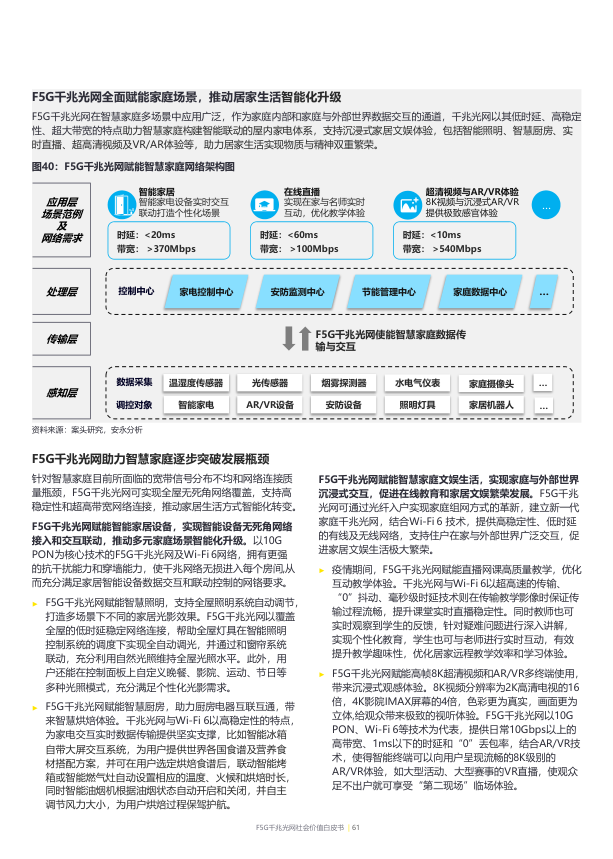 F5G千兆光网全面赋能家庭场景，推动居家生活智能化升级
F5G千兆光网在智慧家庭多场景中应用广泛，作为家庭内部和家庭与外部世界数据交互的通道，千兆光网以其低时延、高稳定
性、超大带宽的特点助力智慧家庭构建智能联动的屋内家电体系，支持沉浸式家居文娱体验，包括智能照明、智慧厨房、实
时直播、超高清视频及VR/AR体验等，助力居家生活实现物质与精神双重繁荣。
图40：F5G千兆光网赋能智慧家庭网络架构图
应用层
场景范例
及
网络需求
智能家居
智能家电设备实时交互
联动打造个性化场景
时延：<20ms
带宽：>370Mbps
在线直播
实现在家与名师实时
互动，优化教学体验
时延：<60ms
带宽：>100Mbps
超清视频与AR/VR体验
8K视频与沉浸式AR/VR
提供极致感官体验
时延：<10ms
带宽：>540Mbps
...
处理层
控制中心
家电控制中心
安防监测中心
节能管理中心
家庭数据中心
...
传输层
F5G千兆光网使能智慧家庭数据传
输与交互
感知层
数据采集
温湿度传感器
光传感器
烟雾探测器
水电气仪表
家庭摄像头
...
调控对象
智能家电
AR/VR设备
安防设备
照明灯具
家居机器人
...
资料来源：案头研究，安永分析
F5G千兆光网助力智慧家庭逐步突破发展瓶颈
针对智慧家庭目前所面临的宽带信号分布不均和网络连接质
量瓶颈，F5G千兆光网可实现全屋无死角网络覆盖，支持高
稳定性和超高带宽网络连接，推动家居生活方式智能化转变。
F5G千兆光网赋能智能家居设备，实现智能设备无死角网络
接入和交互联动，推动多元家庭场景智能化升级。以10G
PON为核心技术的F5G千兆光网及Wi-Fi 6网络，拥有更强
的抗干扰能力和穿墙能力，使千兆网络无损进入每个房间,从
而充分满足家居智能设备数据交互和联动控制的网络要求。
► F5G千兆光网赋能智慧照明，支持全屋照明系统自动调节，
打造多场景下不同的家居光影效果。F5G千兆光网以覆盖
全屋的低时延稳定网络连接，帮助全屋灯具在智能照明
控制系统的调度下实现全自动调光，并通过和窗帘系统
联动，充分利用自然光照维持全屋光照水平。此外，用
户还能在控制面板上自定义晚餐、影院、运动、节日等
多种光照模式，充分满足个性化光影需求。
► F5G千兆光网赋能智慧厨房，助力厨房电器互联互通，带
来智慧烘焙体验。千兆光网与Wi-Fi 6以高稳定性的特点，
为家电交互实时数据传输提供坚实支撑，比如智能冰箱
自带大屏交互系统，为用户提供世界各国食谱及营养食
材搭配方案，并可在用户选定烘焙食谱后，联动智能烤
箱或智能燃气灶自动设置相应的温度、火候和烘焙时长，
同时智能油烟机根据油烟状态自动开启和关闭，并自主
调节风力大小，为用户烘焙过程保驾护航。
F5G千兆光网赋能智慧家庭文娱生活，实现家庭与外部世界
沉浸式交互，促进在线教育和家居文娱繁荣发展。F5G千兆
光网可通过光纤入户实现家庭组网方式的革新，建立新一代
家庭千兆光网，结合Wi-Fi 6 技术，提供高稳定性、低时延
的有线及无线网络，支持住户在家与外部世界广泛交互，促
进家居文娱生活极大繁荣。
► 疫情期间，F5G千兆光网赋能直播网课高质量教学，优化
互动教学体验。千兆光网与Wi-Fi 6以超高速的传输、
“0”抖动、毫秒级时延技术则在传输教学影像时保证传
输过程流畅，提升课堂实时直播稳定性。同时教师也可
实时观察到学生的反馈，针对疑难问题进行深入讲解，
实现个性化教育，学生也可与老师进行实时互动，有效
提升教学趣味性，优化居家远程教学效率和学习体验。
► F5G千兆光网赋能高帧8K超清视频和AR/VR多终端使用，
带来沉浸式观感体验。8K视频分辨率为2K高清电视的16
倍，4K影院IMAX屏幕的4倍，色彩更为真实，画面更为
立体,给观众带来极致的视听体验。F5G千兆光网以10G
PON、Wi-Fi 6等技术为代表，提供日常10Gbps以上的
高带宽、1ms以下的时延和“0”丢包率，结合AR/VR技
术，使得智能终端可以向用户呈现流畅的8K级别的
AR/VR体验，如大型活动、大型赛事的VR直播，使观众
足不出户就可享受“第二现场”临场体验。
F5G千兆光网社会价值白皮书 | 61